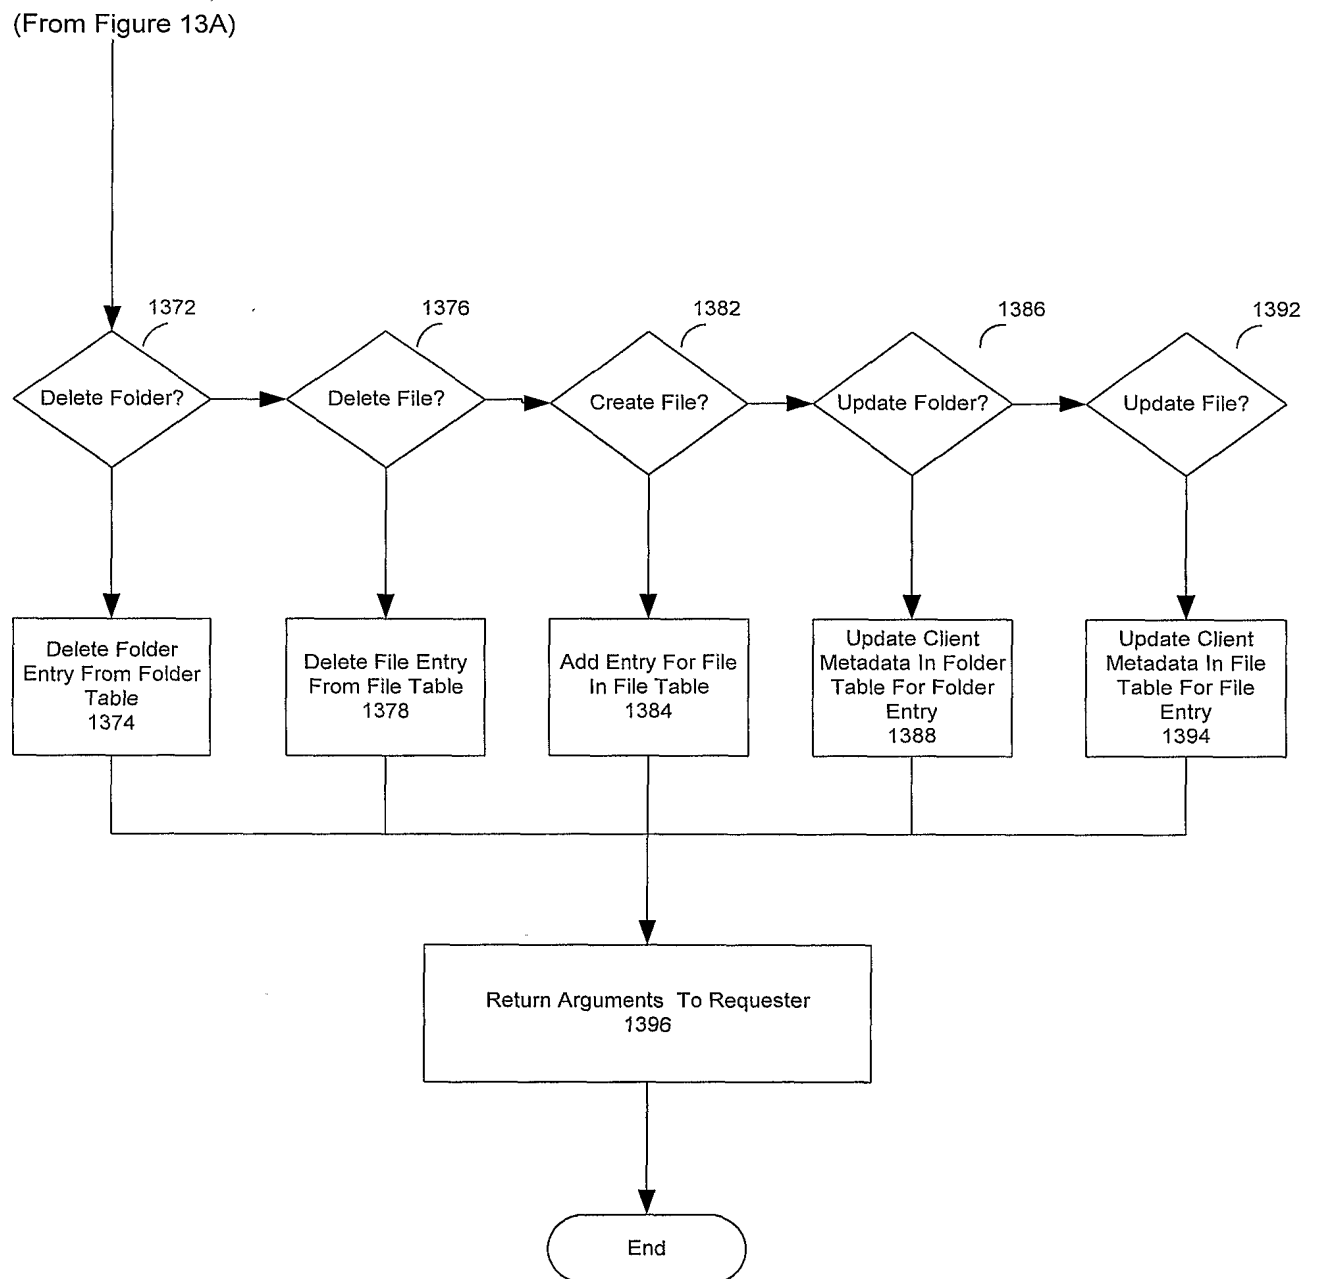 (From Figure 13A)
1372
1376
1382
1386
1392
Delete Folder?
Delete File?
Create File?
Update Folder?
Update File?
Delete Folder
Entry From Folder
Table
1374
Delete File Entry
From File Table
1378
Add Entry For File
In File Table
1384
Update Client
Metadata In Folder
Table For Folder
Entry
1388
Update Client
Metadata In File
Table For File
Entry
1394
Return Arguments To Requester
1396
End